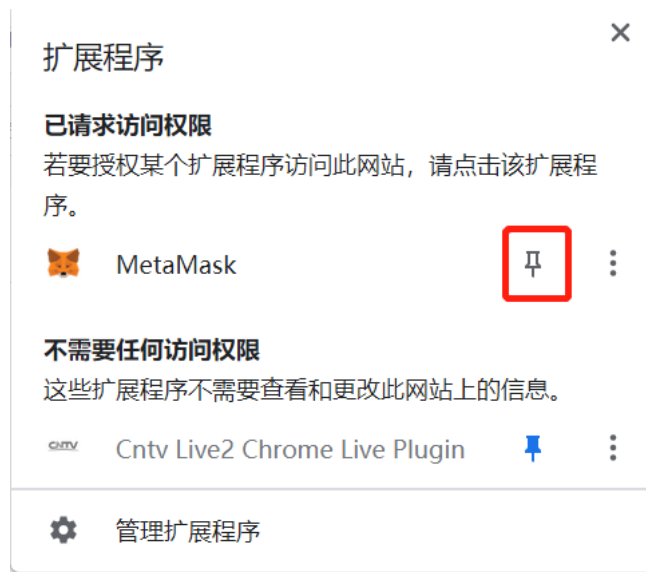 扩展程序
已请求访问权限
若要授权某个扩展程序访问此网站，请点击该扩展程
序。
MetaMask
不需要任何访问权限
这些扩展程序不需要查看和更改此网站上的信息。
CNTV
Cntv Live2 Chrome Live Plugin
管理扩展程序